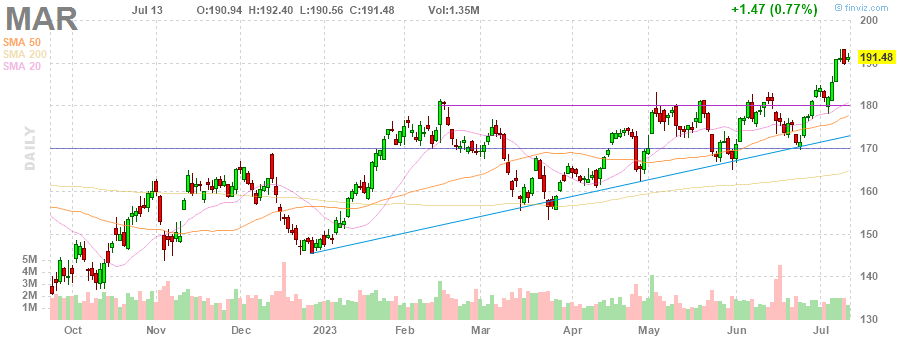 MAR Jul 13 O:190.94 H:192.40 L:190.56 C:191.48 Vol:1.35M +1.47 (0.77%) © finviz.com
SMA 50
SMA 200
SMA 20
DAILY
200
190
191.48
180
170
160
150
140
130
5M
4M
3M
2M
1M
Oct Nov Dec 2023 Feb Mar Apr May Jun Jul